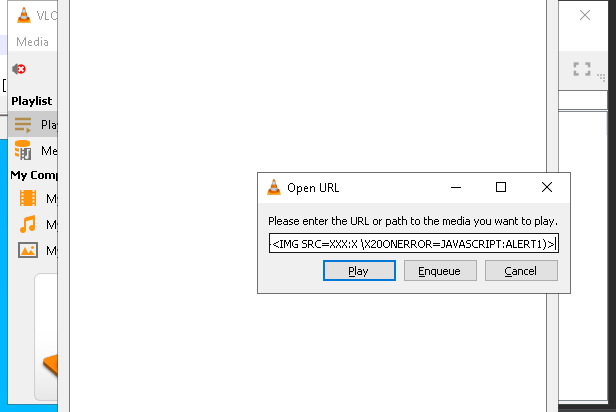 VLC
Media
Playlist
Play
Me
My Comp
My
My
My
Open URL
Please enter the URL or path to the media you want to play.
<IMG SRC=XXX:X \X20ONERROR=JAVASCRIPT:ALERT1)>
Play
Enqueue
Cancel